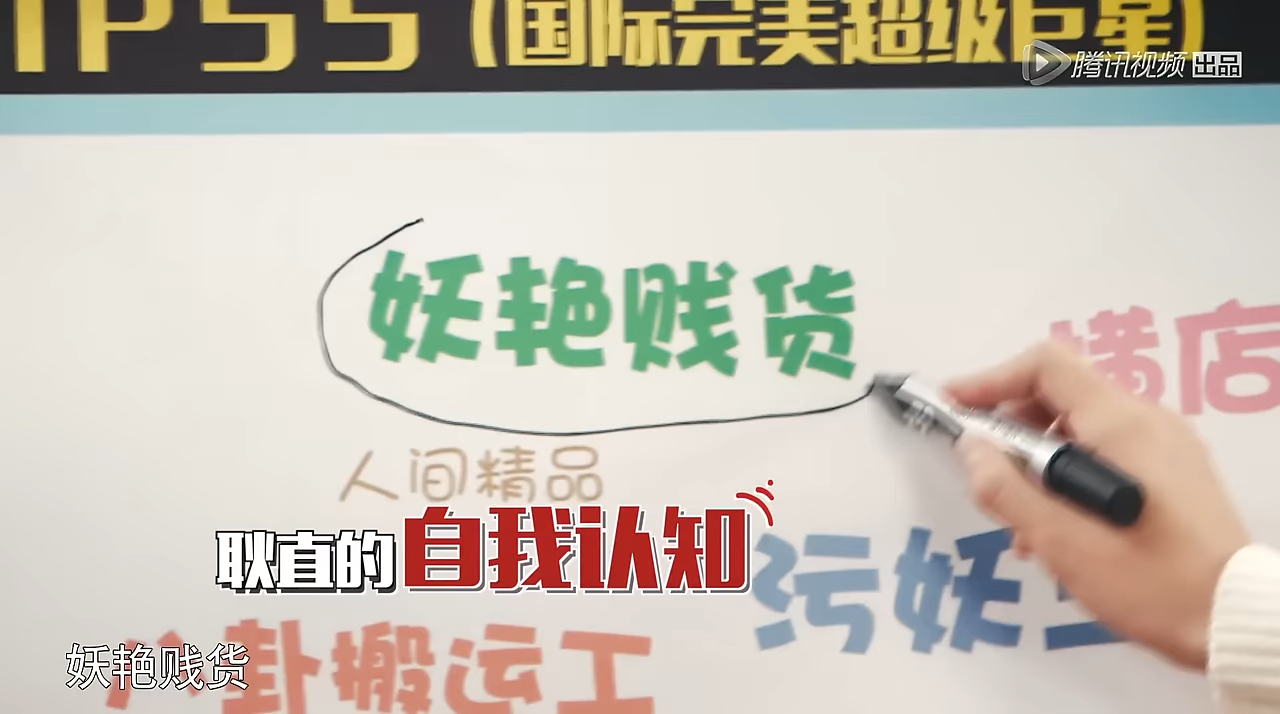 IPSS（国际完美超级巨星）
腾讯视频 出品
妖艳贱货
横店
人间精品
耿直的自我认知
污妖
八卦搬运工
妖艳贱货